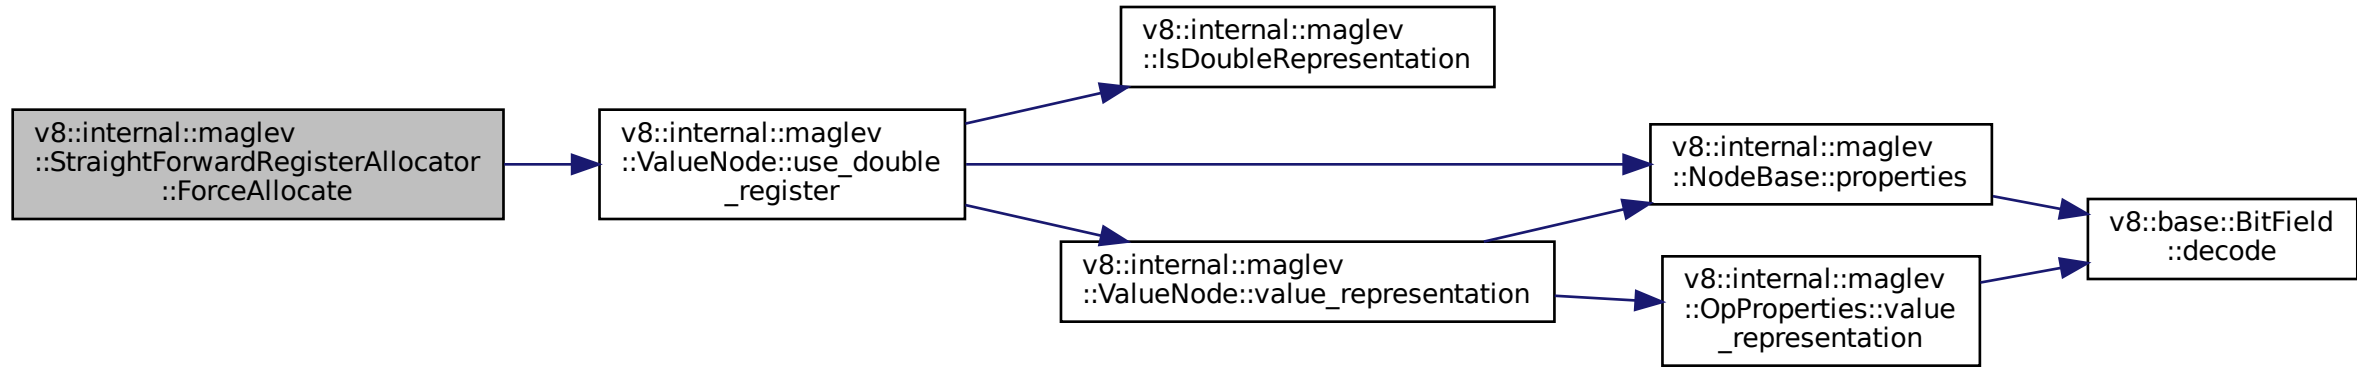 v8::internal::maglev
::StraightForwardRegisterAllocator
::ForceAllocate
v8::internal::maglev
::ValueNode::use_double
_register
v8::internal::maglev
::IsDoubleRepresentation
v8::internal::maglev
::NodeBase::properties
v8::internal::maglev
::ValueNode::value_representation
v8::internal::maglev
::OpProperties::value
_representation
v8::base::BitField
::decode